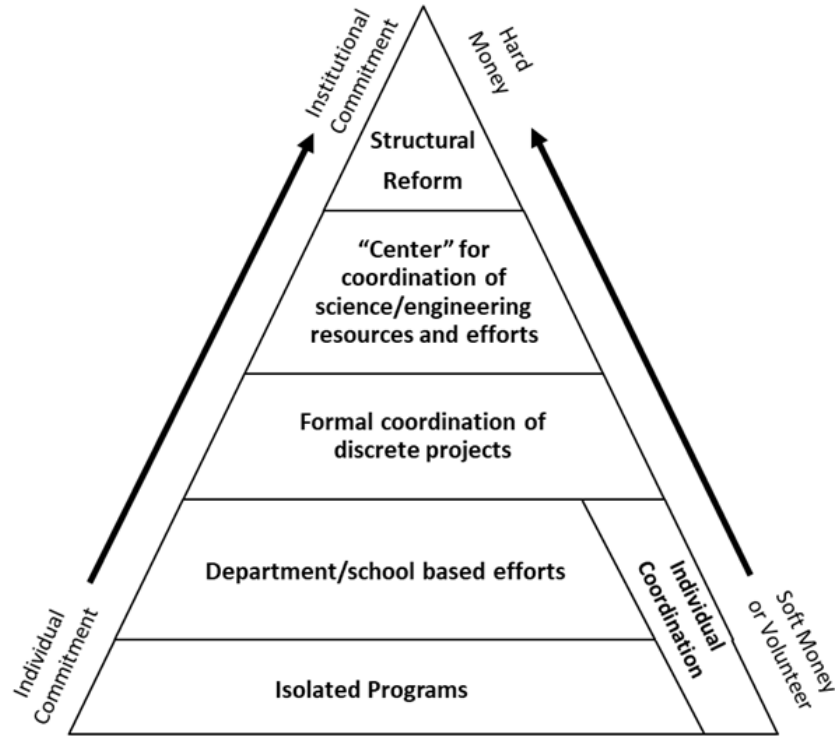 Institutional
Commitment
Hard
Money
Structural
Reform
“Center” for
coordination of
science/engineering
resources and efforts
Formal coordination of
discrete projects
Department/school based efforts
Individual
Coordination
Isolated Programs
Individual
Commitment
Soft Money
or Volunteer